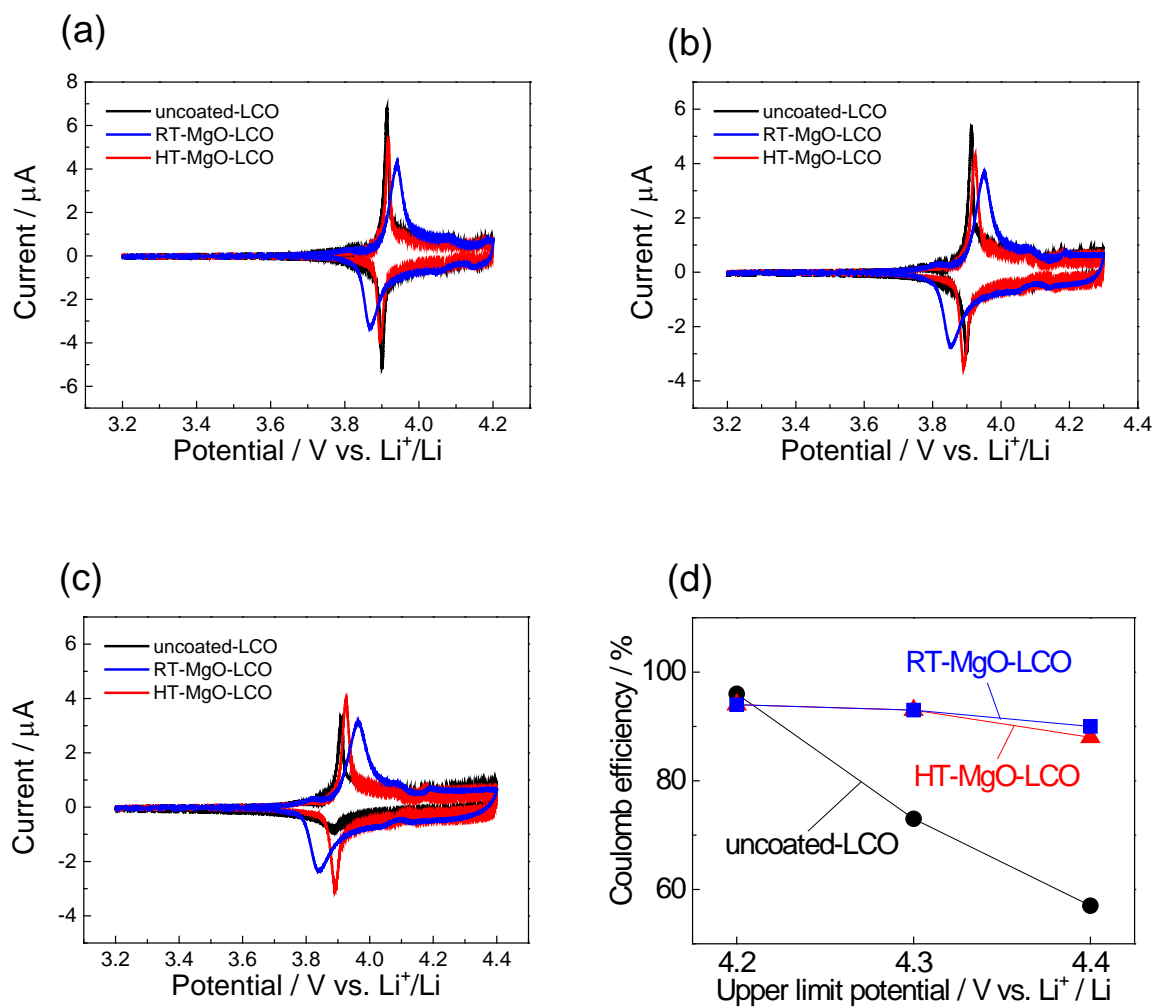 (a)
uncoated-LCO
RT-MgO-LCO
HT-MgO-LCO
8
6
4
2
0
-2
-4
-6
Current / μA
3.2 3.4 3.6 3.8 4.0 4.2
Potential / V vs. Li⁺/Li
(b)
uncoated-LCO
RT-MgO-LCO
HT-MgO-LCO
6
4
2
0
-2
-4
Current / μA
3.2 3.4 3.6 3.8 4.0 4.2 4.4
Potential / V vs. Li⁺/Li
(c)
uncoated-LCO
RT-MgO-LCO
HT-MgO-LCO
6
4
2
0
-2
-4
Current / μA
3.2 3.4 3.6 3.8 4.0 4.2 4.4
Potential / V vs. Li⁺/Li
(d)
RT-MgO-LCO
HT-MgO-LCO
uncoated-LCO
100
80
60
Coulomb efficiency / %
4.2 4.3 4.4
Upper limit potential / V vs. Li⁺ / Li